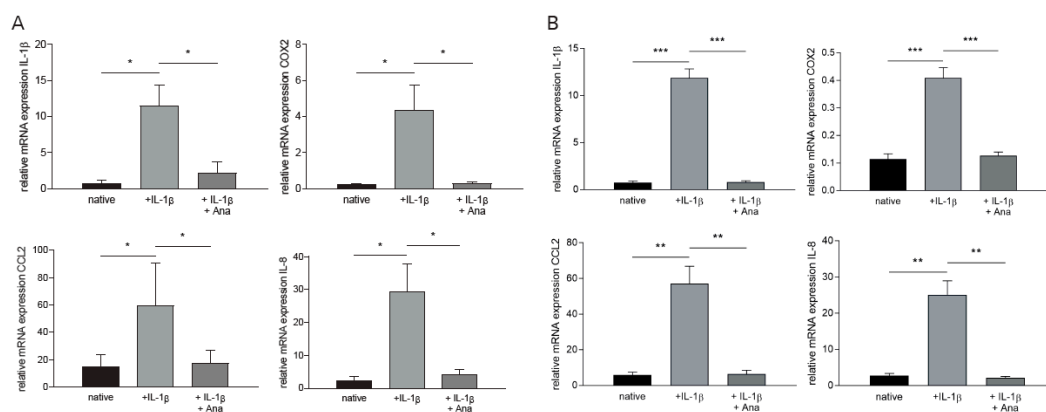 A
relative mRNA expression IL-1β
15
10
5
0
*
*
native
+IL-1β
+ IL-1β
+ Ana
relative mRNA expression COX2
8
6
4
2
0
*
*
native
+IL-1β
+ IL-1β
+ Ana
relative mRNA expression CCL2
100
80
60
40
20
0
*
*
native
+IL-1β
+ IL-1β
+ Ana
relative mRNA expression IL-8
40
30
20
10
0
*
*
native
+IL-1β
+ IL-1β
+ Ana
B
relative mRNA expression IL-1β
15
10
5
0
***
***
native
+IL-1β
+ IL-1β
+ Ana
relative mRNA expression COX2
0.5
0.4
0.3
0.2
0.1
0.0
***
***
native
+IL-1β
+ IL-1β
+ Ana
relative mRNA expression CCL2
80
60
40
20
0
**
**
native
+IL-1β
+ IL-1β
+ Ana
relative mRNA expression IL-8
40
30
20
10
0
**
**
native
+IL-1β
+ IL-1β
+ Ana